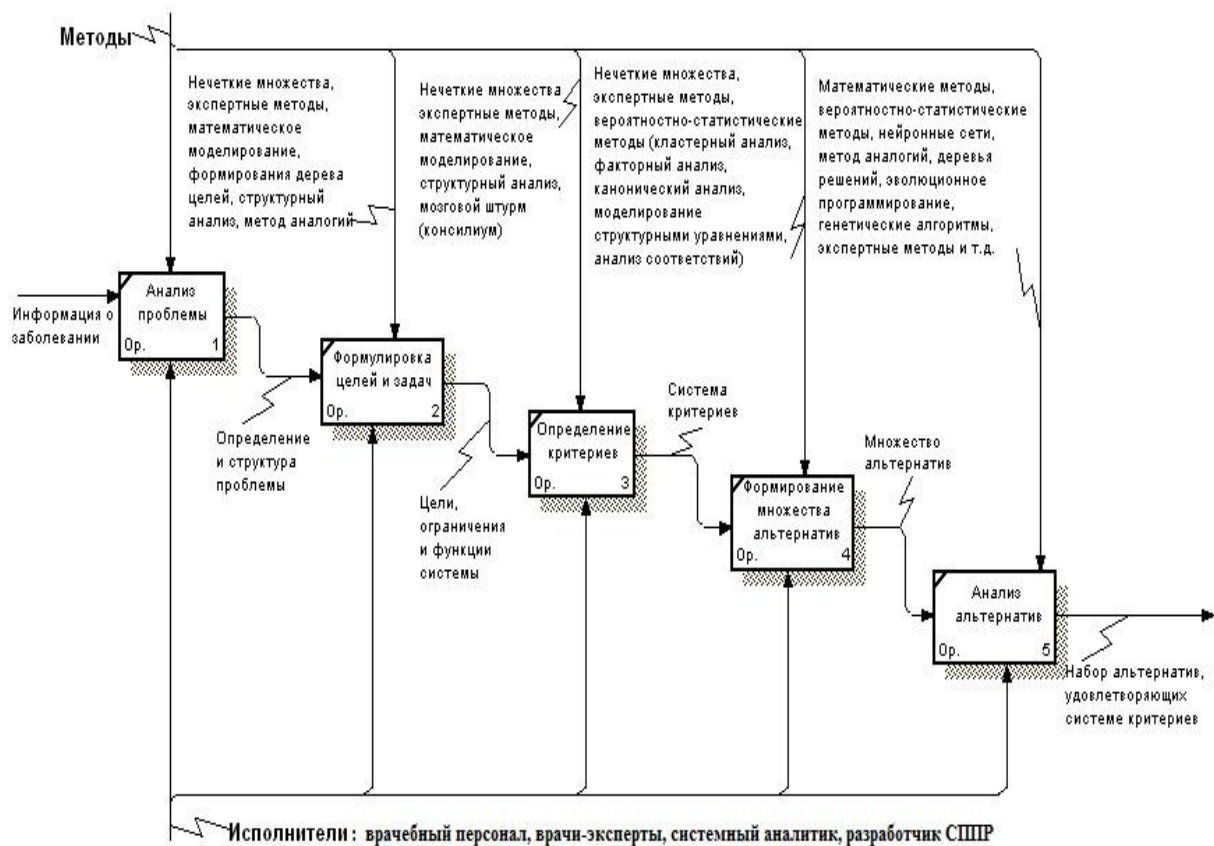 Методы
Нечеткие множества,
экспертные методы,
математическое
моделирование,
формирования дерева
целей, структурный
анализ, метод аналогий
Нечеткие множества
экспертные методы,
математическое
моделирование,
структурный анализ,
мозговой штурм
(консилиум)
Нечеткие множества,
экспертные методы,
вероятностно-статистические
методы (кластерный анализ,
факторный анализ,
канонический анализ,
моделирование
структурными уравнениями,
анализ соответствий)
Математические методы,
вероятностно-статистические
методы, нейронные сети,
метод аналогий, деревья
решений, эволюционное
программирование,
генетические алгоритмы,
экспертные методы и т.д.
Информация о
заболевании
Анализ
проблемы
0р. 1
Определение
и структура
проблемы
Формулировка
целей и задач
0р. 2
Цели,
ограничения
и функции
системы
Определение
критериев
0р. 3
Система
критериев
Формирование
множества
альтернатив
0р. 4
Множество
альтернатив
Анализ
альтернатив
0р. 5
Набор альтернатив,
удовлетворяющих
системе критериев
Исполнители : врачебный персонал, врачи-эксперты, системный аналитик, разработчик СППР